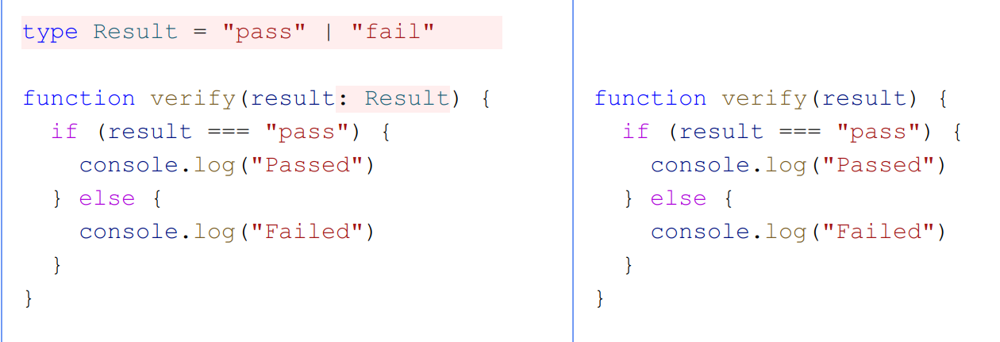 type Result = "pass" | "fail"

function verify(result: Result) {
  if (result === "pass") {
    console.log("Passed")
  } else {
    console.log("Failed")
  }
}

function verify(result) {
  if (result === "pass") {
    console.log("Passed")
  } else {
    console.log("Failed")
  }
}